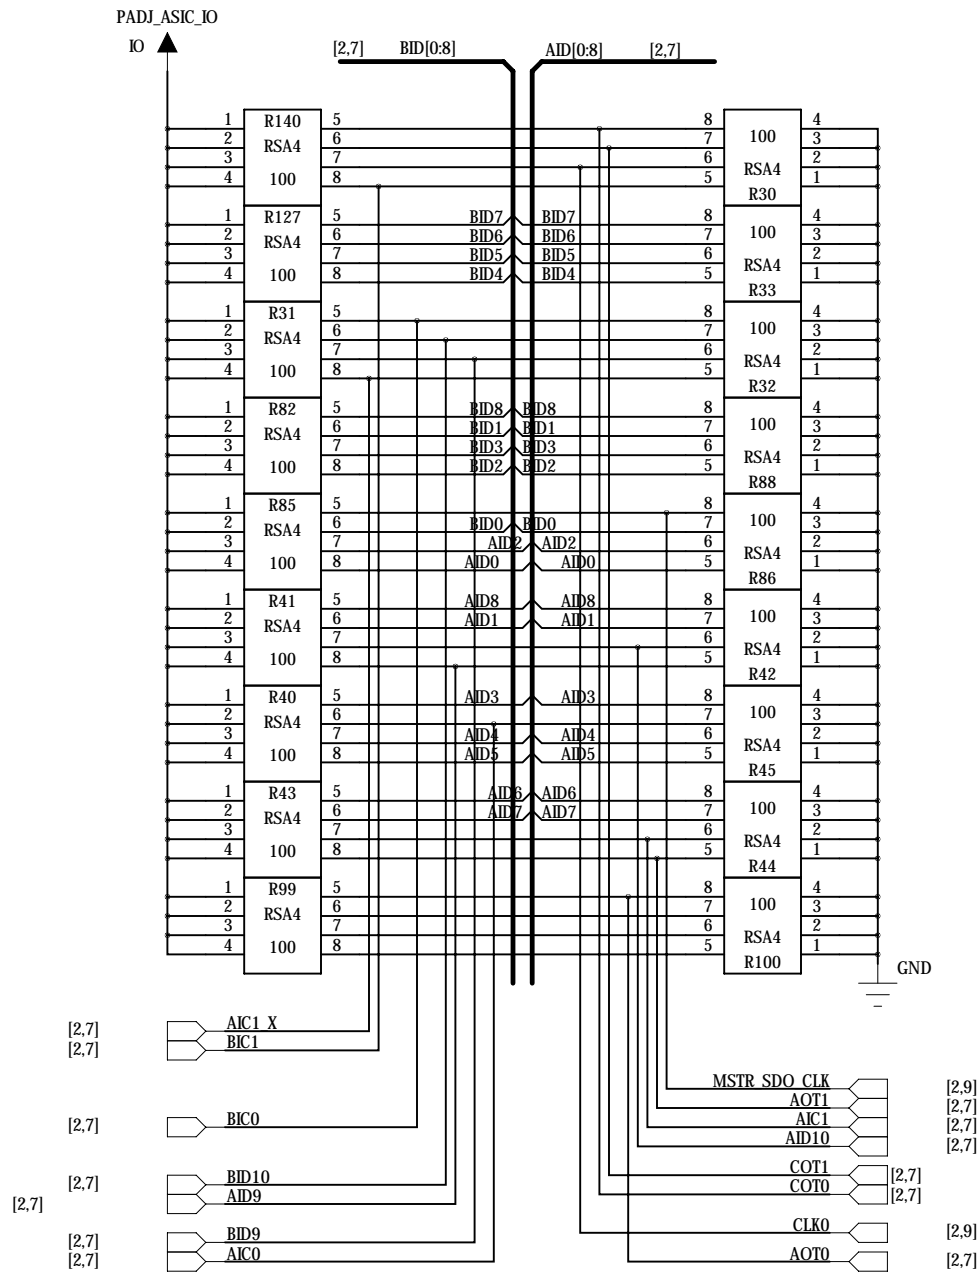 PADJ_ASIC_IO
IO
[2,7] BID[0:8] AID[0:8] [2,7]
1 R140 5 8 100 4
2 RSA4 6 7 3
3 7 6 RSA4 2
4 100 8 5 R30 1
1 R127 5 BID7 BID7 8 100 4
2 RSA4 6 BID6 BID6 7 3
3 7 BID5 BID5 6 RSA4 2
4 100 8 BID4 BID4 5 R33 1
1 R31 5 8 100 4
2 RSA4 6 7 3
3 7 6 RSA4 2
4 100 8 5 R32 1
1 R82 5 BID8 BID8 8 100 4
2 RSA4 6 BID1 BID1 7 3
3 7 BID3 BID3 6 RSA4 2
4 100 8 BID2 BID2 5 R88 1
1 R85 5 8 100 4
2 RSA4 6 BID0 BID0 7 3
3 7 AID2 AID2 6 RSA4 2
4 100 8 AID0 AID0 5 R86 1
1 R41 5 AID8 AID8 8 100 4
2 RSA4 6 AID1 AID1 7 3
3 7 6 RSA4 2
4 100 8 5 R42 1
1 R40 5 AID3 AID3 8 100 4
2 RSA4 6 7 3
3 7 AID4 AID4 6 RSA4 2
4 100 8 AID5 AID5 5 R45 1
1 R43 5 AID6 AID6 8 100 4
2 RSA4 6 AID7 AID7 7 3
3 7 6 RSA4 2
4 100 8 5 R44 1
1 R99 5 8 100 4
2 RSA4 6 7 3
3 7 6 RSA4 2
4 100 8 5 R100 1
GND
[2,7] AIC1_X
[2,7] BIC1
MSTR_SDO_CLK [2,9]
AOT1 [2,7]
[2,7] BIC0 AIC1 [2,7]
AID10 [2,7]
COT1 [2,7]
[2,7] BID10
COT0 [2,7]
[2,7] AID9
CLK0 [2,9]
[2,7] BID9
[2,7] AIC0 AOT0 [2,7]